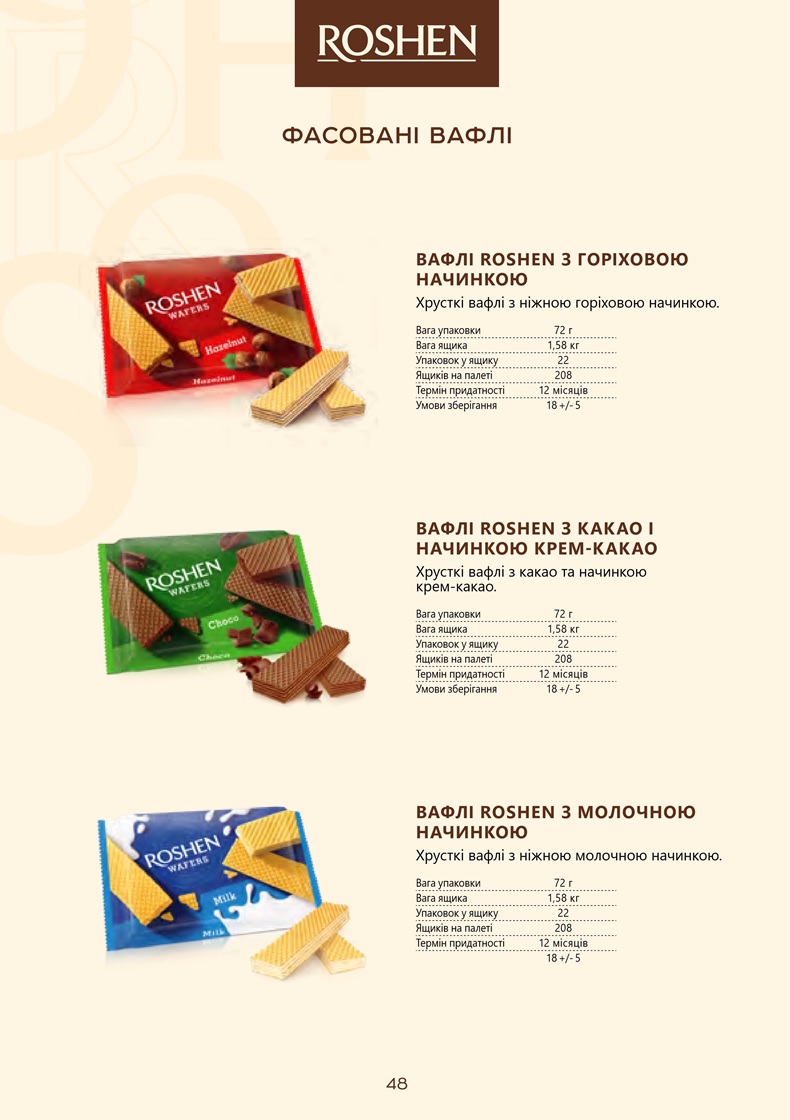 ROSHEN
ФАСОВАНІ ВАФЛІ
ROSHEN
WAFERS
Hazelnut
Hazelnut
ВАФЛІ ROSHEN З ГОРІХОВОЮ
НАЧИНКОЮ
Хрусткі вафлі з ніжною горіховою начинкою.
Вага упаковки 72 г
Вага ящика 1,58 кг
Упаковок у ящику 22
Ящиків на палеті 208
Термін придатності 12 місяців
Умови зберігання 18 +/- 5
ROSHEN
WAFERS
Choco
Choco
ВАФЛІ ROSHEN З КАКАО І
НАЧИНКОЮ КРЕМ-КАКАО
Хрусткі вафлі з какао та начинкою
крем-какао.
Вага упаковки 72 г
Вага ящика 1,58 кг
Упаковок у ящику 22
Ящиків на палеті 208
Термін придатності 12 місяців
Умови зберігання 18 +/- 5
ROSHEN
WAFERS
Milk
Milk
ВАФЛІ ROSHEN З МОЛОЧНОЮ
НАЧИНКОЮ
Хрусткі вафлі з ніжною молочною начинкою.
Вага упаковки 72 г
Вага ящика 1,58 кг
Упаковок у ящику 22
Ящиків на палеті 208
Термін придатності 12 місяців
18 +/- 5
48